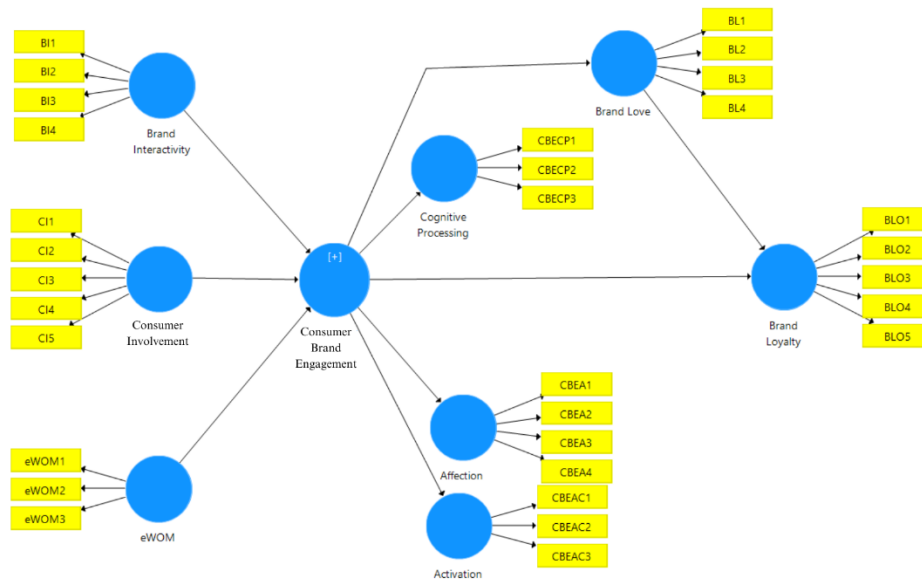 BI1
BI2
BI3
BI4
Brand
Interactivity
BL1
BL2
BL3
BL4
Brand Love
CBECP1
CBECP2
CBECP3
Cognitive
Processing
CI1
CI2
CI3
CI4
CI5
Consumer
Involvement
[+]
Consumer
Brand
Engagement
BLO1
BLO2
BLO3
BLO4
BLO5
Brand
Loyalty
CBEA1
CBEA2
CBEA3
CBEA4
Affection
eWOM1
eWOM2
eWOM3
eWOM
CBEAC1
CBEAC2
CBEAC3
Activation